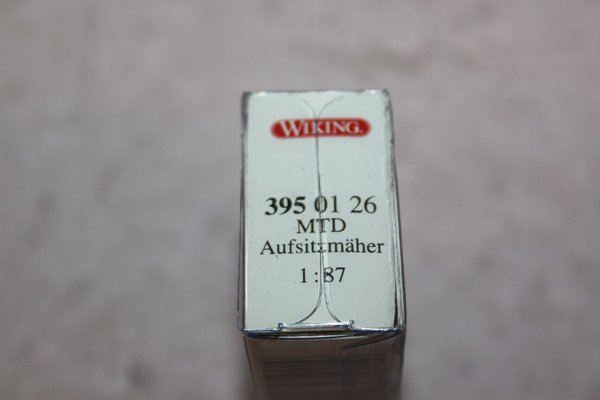 WIKING
395 01 26
MTD
Aufsitzmäher
1:87